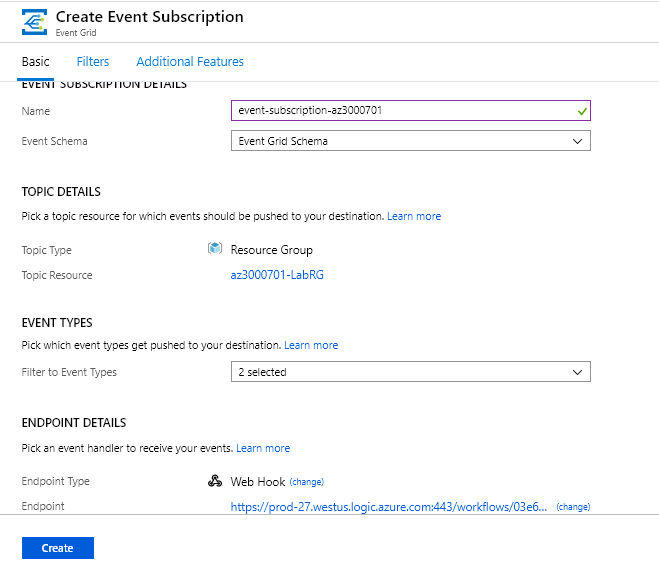 Create Event Subscription
Event Grid
Basic Filters Additional Features
EVENT SUBSCRIPTION DETAILS
Name event-subscription-az3000701
Event Schema Event Grid Schema
TOPIC DETAILS
Pick a topic resource for which events should be pushed to your destination. Learn more
Topic Type Resource Group
Topic Resource az3000701-LabRG
EVENT TYPES
Pick which event types get pushed to your destination. Learn more
Filter to Event Types 2 selected
ENDPOINT DETAILS
Pick an event handler to receive your events. Learn more
Endpoint Type Web Hook (change)
Endpoint https://prod-27.westus.logic.azure.com:443/workflows/03e6... (change)
Create